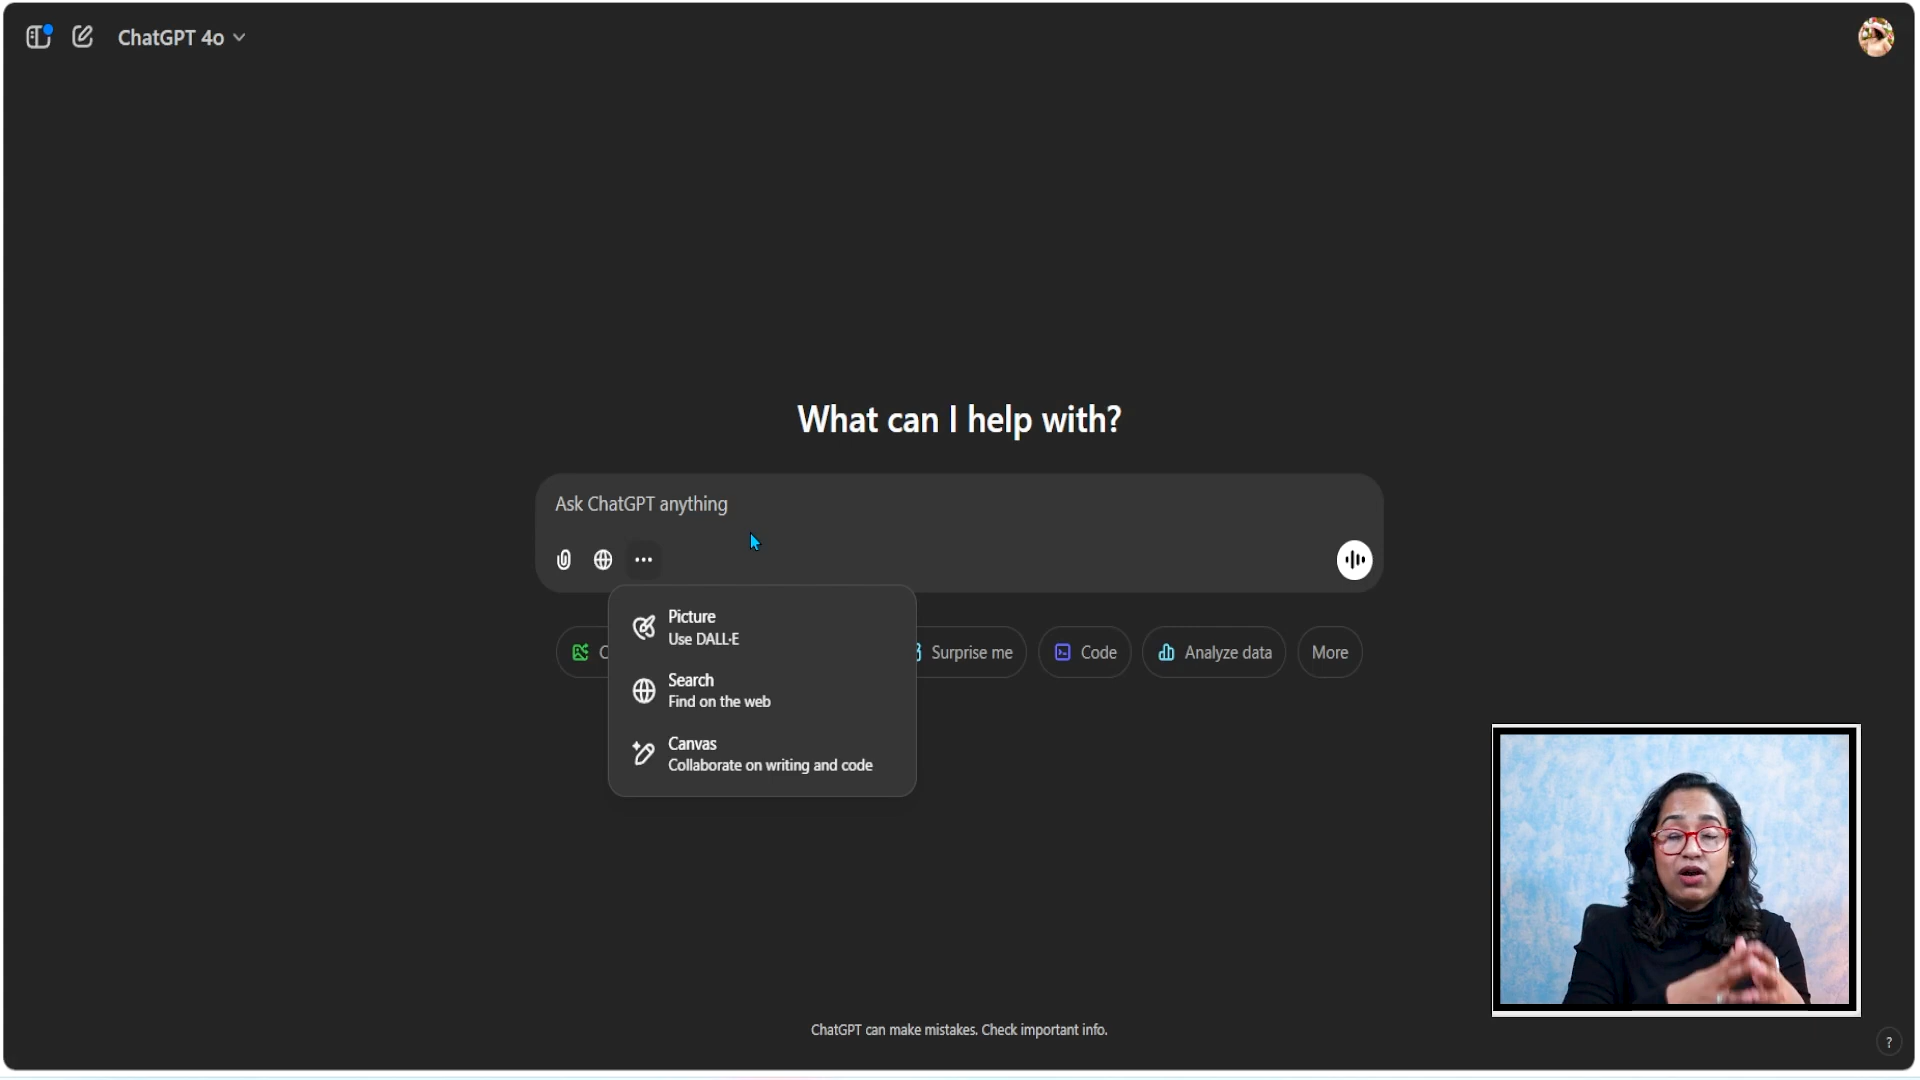 ChatGPT 4o
What can I help with?
Ask ChatGPT anything
Picture
Use DALL·E
Search
Find on the web
Canvas
Collaborate on writing and code
Surprise me
Code
Analyze data
More
ChatGPT can make mistakes. Check important info.
?